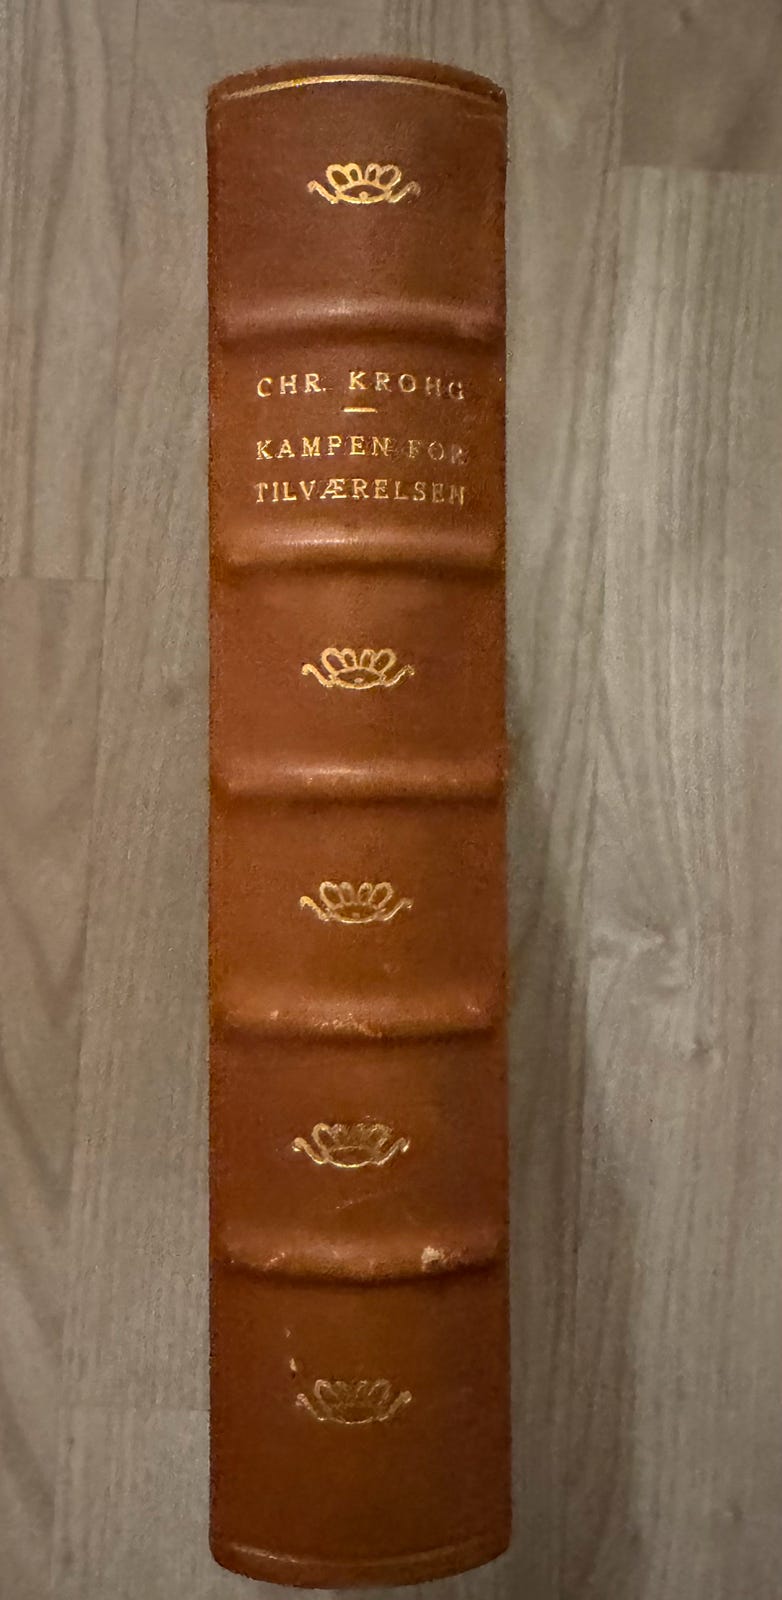 CHR. KROHG
KAMPEN FOR
TILVÆRELSEN